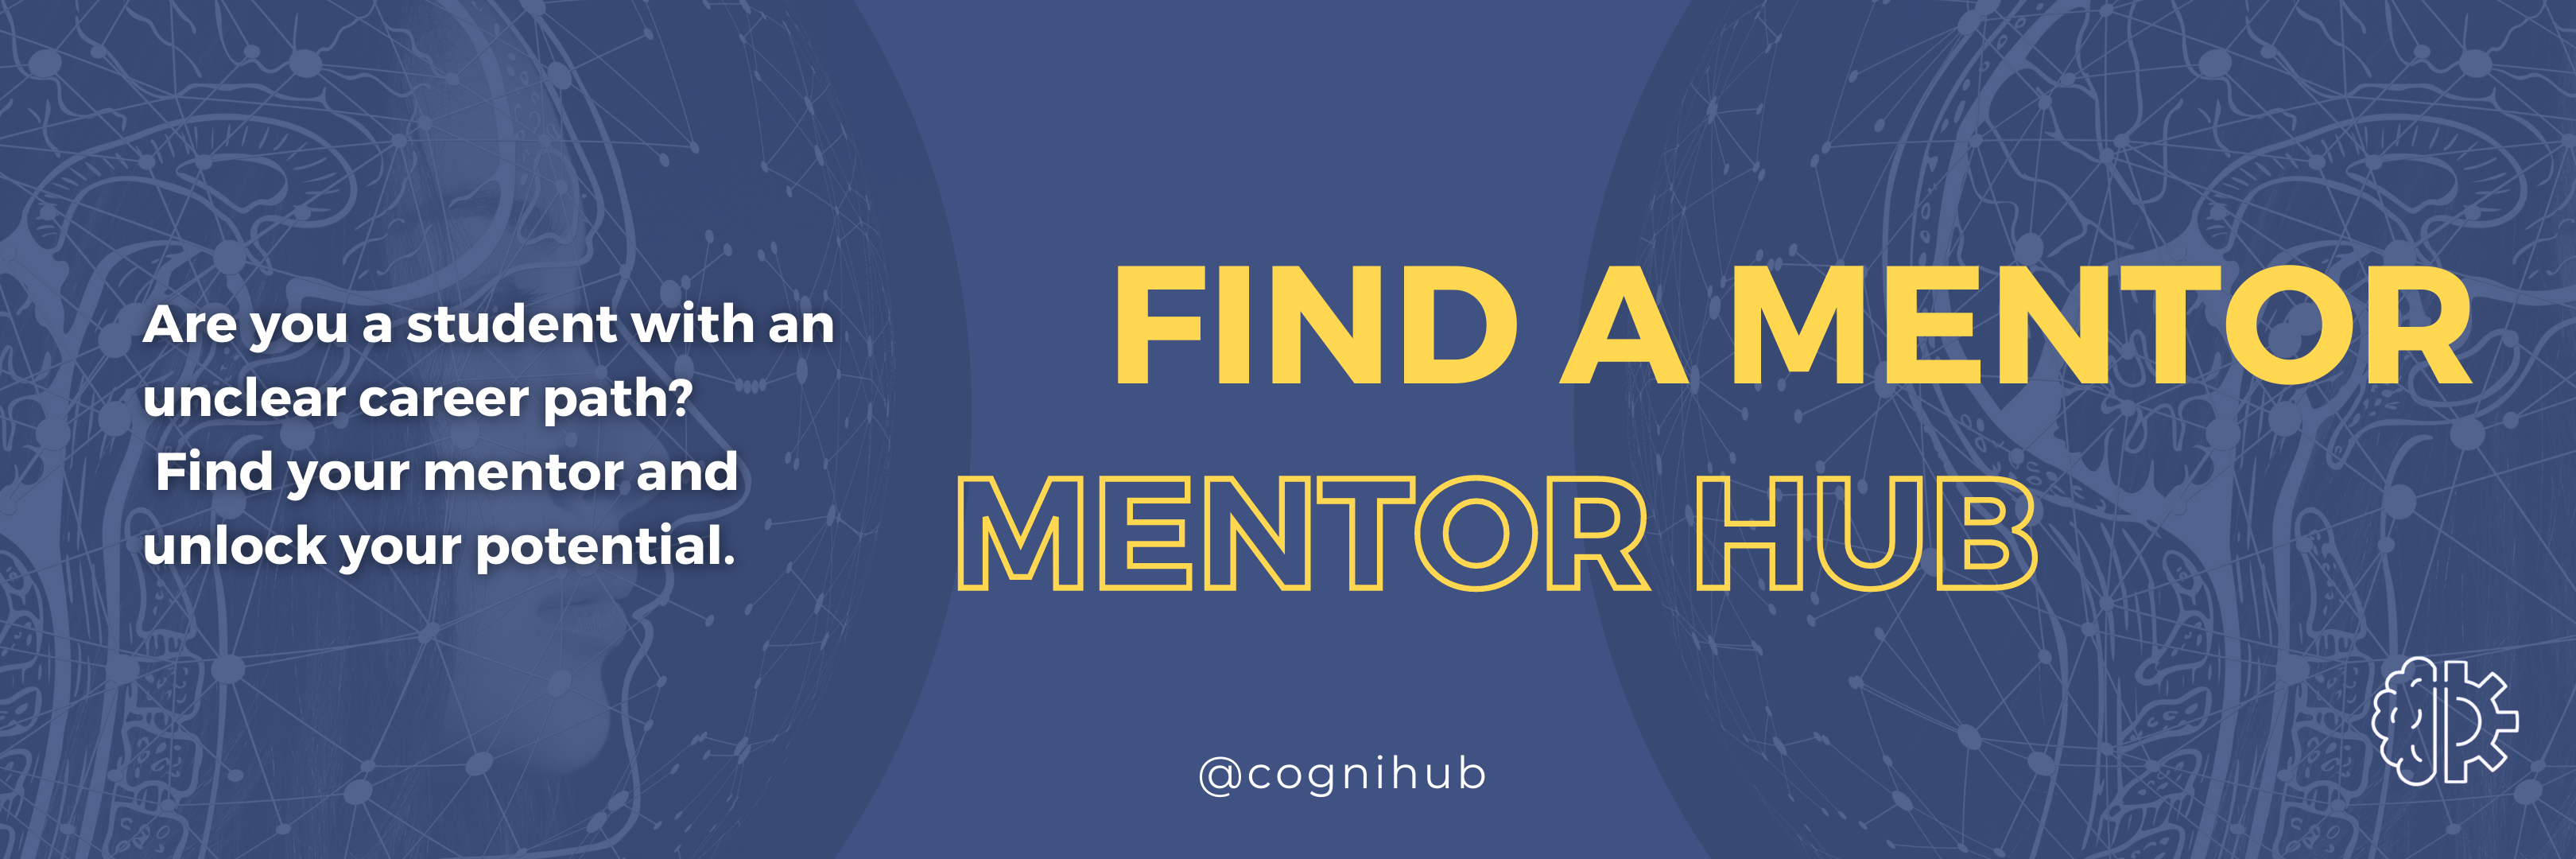 Are you a student with an
unclear career path?
Find your mentor and
unlock your potential.
FIND A MENTOR
MENTOR HUB
@cognihub